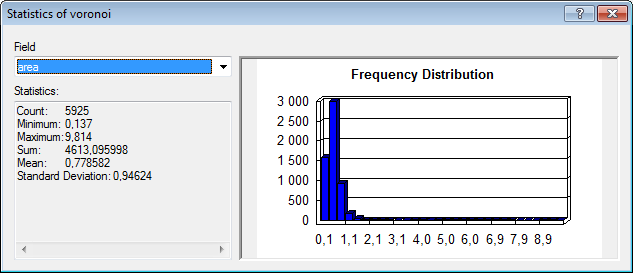 Statistics of voronoi
Field
area
Statistics:
Count: 5925
Minimum: 0,137
Maximum: 9,814
Sum: 4613,095998
Mean: 0,778582
Standard Deviation: 0,94624
Frequency Distribution
3 000
2 500
2 000
1 500
1 000
500
0
0,1 1,1 2,1 3,1 4,0 5,0 6,0 6,9 7,9 8,9